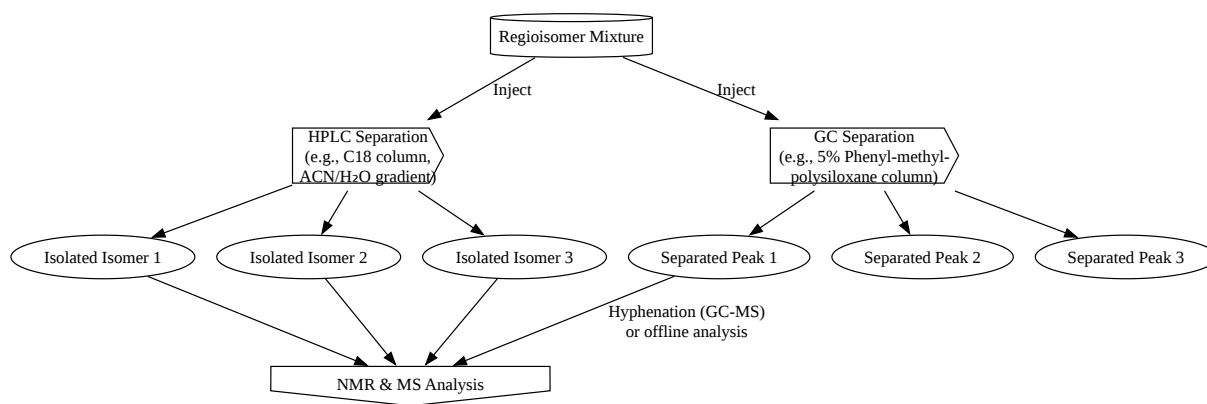 Regioisomer Mixture
Inject
Inject
HPLC Separation
(e.g., C18 column,
ACN/H₂O gradient)
GC Separation
(e.g., 5% Phenyl-methyl-
polysiloxane column)
Isolated Isomer 1
Isolated Isomer 2
Isolated Isomer 3
Separated Peak 1
Separated Peak 2
Separated Peak 3
Hyphenation (GC-MS)
or offline analysis
NMR & MS Analysis